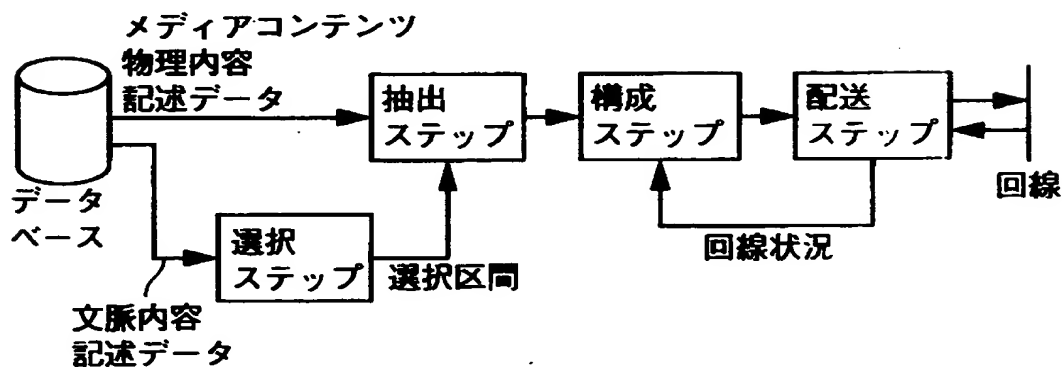 メディアコンテンツ
物理内容
記述データ
抽出
ステップ
構成
ステップ
配送
ステップ
回線
データ
ベース
選択
ステップ
選択区間
回線状況
文脈内容
記述データ